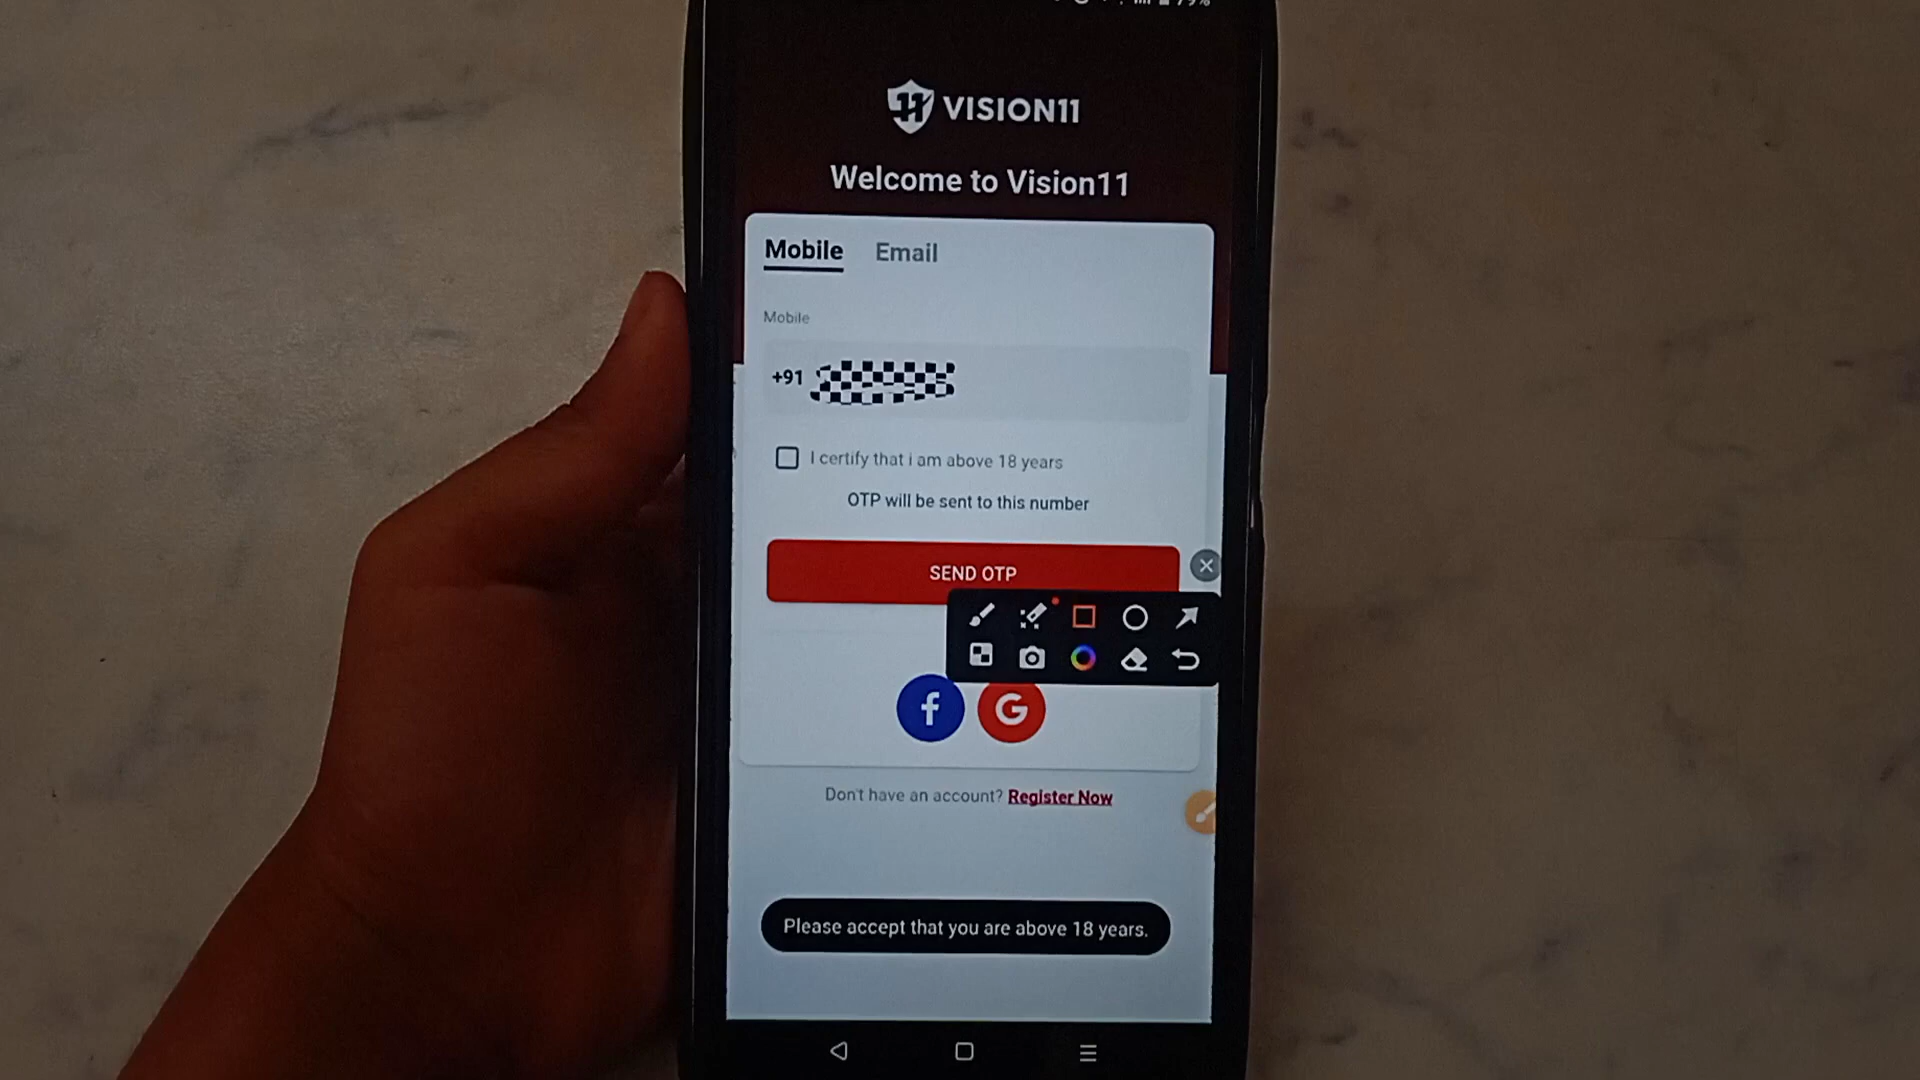 VISION11
Welcome to Vision11
Mobile Email
Mobile
+91
I certify that i am above 18 years
OTP will be sent to this number
SEND OTP
f G
Don't have an account? Register Now
Please accept that you are above 18 years.